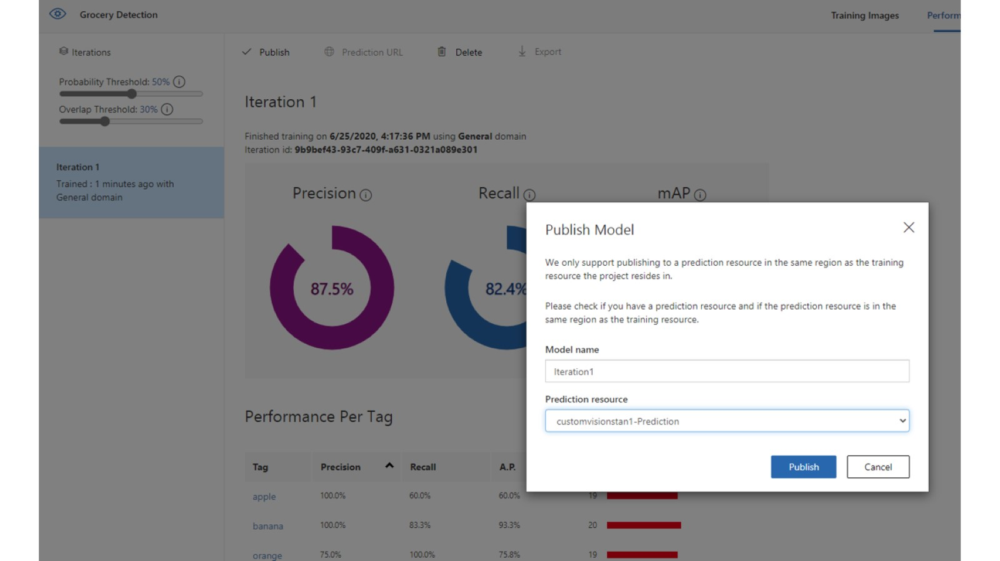 Grocery Detection
Training Images
Perform
Iterations
Publish
Prediction URL
Delete
Export
Probability Threshold: 50%
Overlap Threshold: 30%
Iteration 1
Trained : 1 minutes ago with
General domain
Iteration 1
Finished training on 6/25/2020, 4:17:36 PM using General domain
Iteration id: 9b9bef43-93c7-409f-a631-0321a089e301
Precision
Recall
mAP
87.5%
82.4%
Publish Model
We only support publishing to a prediction resource in the same region as the training
resource the project resides in.
Please check if you have a prediction resource and if the prediction resource is in the
same region as the training resource.
Model name
Iteration1
Prediction resource
customvisionstan1-Prediction
Publish
Cancel
Performance Per Tag
Tag Precision Recall A.P.
apple 100.0% 60.0% 60.0% 19
banana 100.0% 83.3% 93.3% 20
orange 75.0% 100.0% 75.8% 19